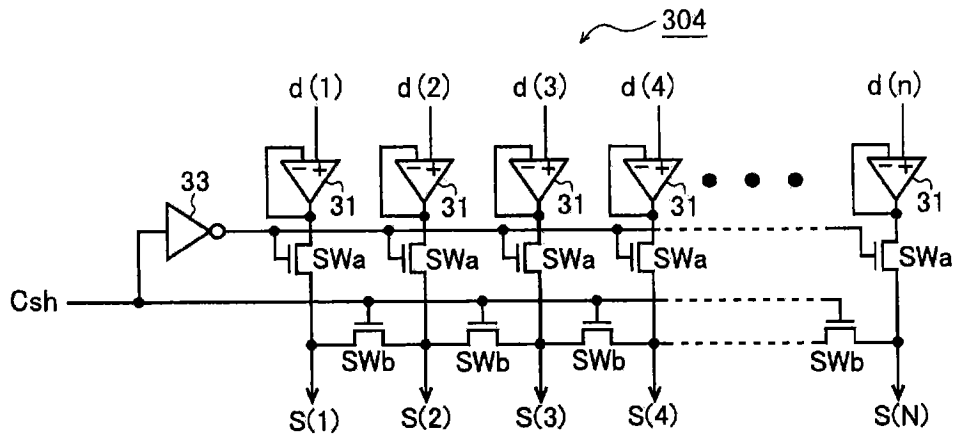 304
d(1) d(2) d(3) d(4) d(n)
- + - + - + - + - +
33 31 31 31 31 31
SWa SWa SWa SWa SWa
Csh
SWb SWb SWb SWb
S(1) S(2) S(3) S(4) S(N)